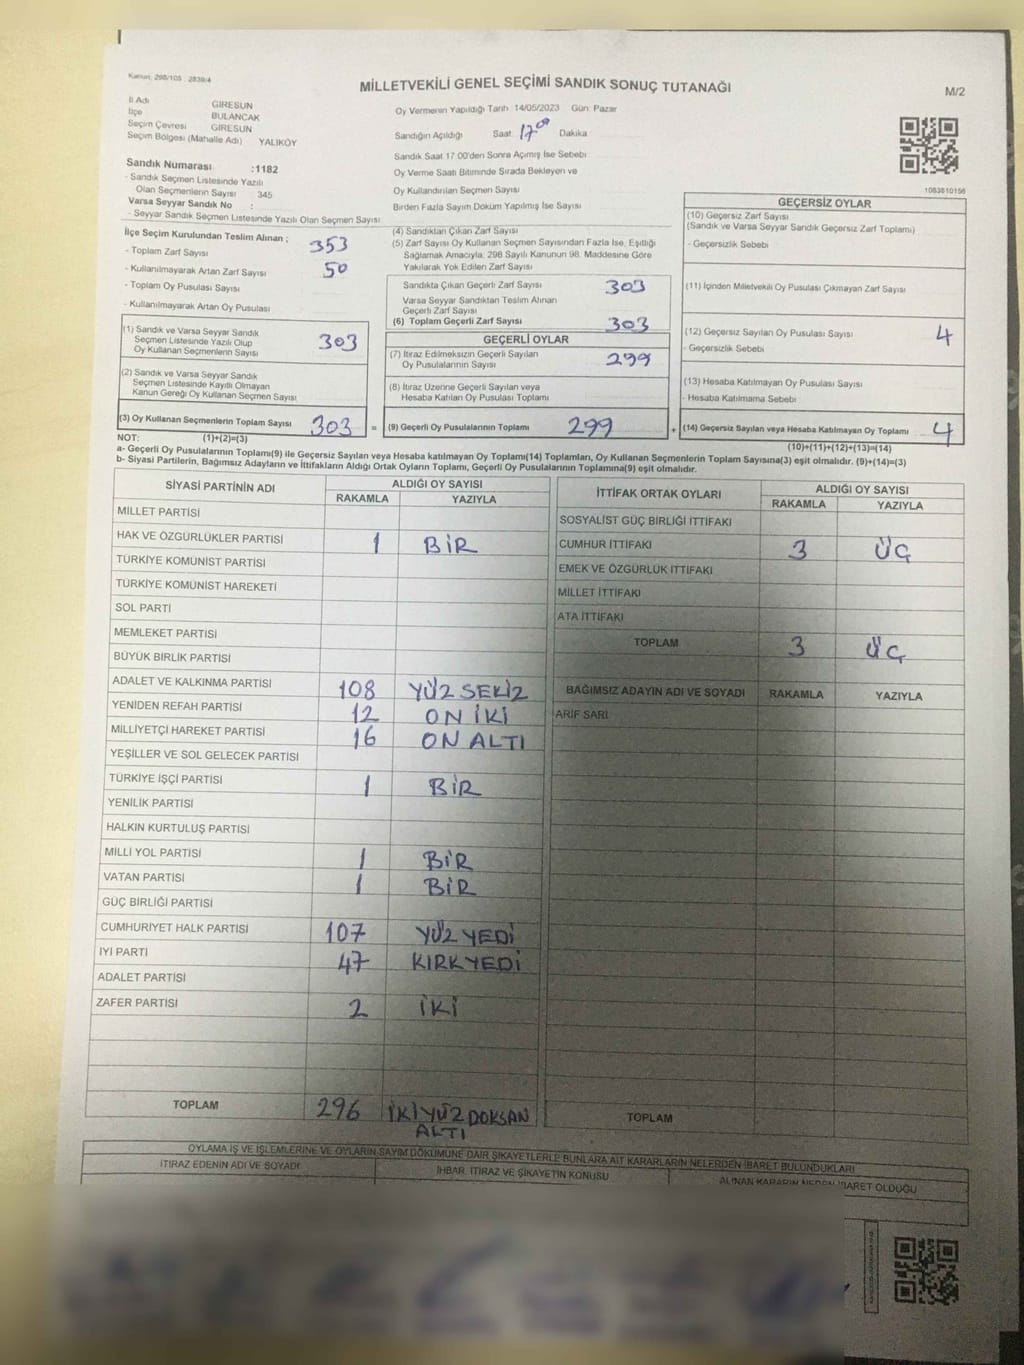 Kanun: 298/105 : 2839/4
MİLLETVEKİLİ GENEL SEÇİMİ SANDIK SONUÇ TUTANAĞI
M/2
İl Adı GİRESUN
İlçe BULANCAK
Seçim Çevresi GİRESUN
Seçim Bölgesi (Mahalle Adı) YALIKÖY
Sandık Numarası :1182
- Sandık Seçmen Listesinde Yazılı
Olan Seçmenlerin Sayısı 345
Varsa Seyyar Sandık No :
- Seyyar Sandık Seçmen Listesinde Yazılı Olan Seçmen Sayısı
Oy Vermenin Yapıldığı Tarih 14/05/2023 Gün: Pazar
Sandığın Açıldığı Saat: 17 00 Dakika
Sandık Saat 17:00'den Sonra Açımış İse Sebebi
Oy Verme Saati Bitiminde Sırada Bekleyen ve
Oy Kullandırılan Seçmen Sayısı
Birden Fazla Sayım Döküm Yapılmış İse Sayısı
1083810156
İlçe Seçim Kurulundan Teslim Alınan ;
- Toplam Zarf Sayısı 353
- Kullanılmayarak Artan Zarf Sayısı 50
- Toplam Oy Pusulası Sayısı
- Kullanılmayarak Artan Oy Pusulası
(1) Sandık ve Varsa Seyyar Sandık
Seçmen Listesinde Yazılı Olup
Oy Kullanan Seçmenlerin Sayısı 303
(2) Sandık ve Varsa Seyyar Sandık
Seçmen Listesinde Kayıtlı Olmayan
Kanun Gereği Oy Kullanan Seçmen Sayısı
(3) Oy Kullanan Seçmenlerin Toplam Sayısı 303 =
(1)+(2)=(3)
(4) Sandıktan Çıkan Zarf Sayısı
(5) Zarf Sayısı Oy Kullanan Seçmen Sayısından Fazla İse, Eşitliği
Sağlamak Amacıyla, 298 Sayılı Kanunun 98. Maddesine Göre
Yakılarak Yok Edilen Zarf Sayısı
Sandıkta Çıkan Geçerli Zarf Sayısı 303
Varsa Seyyar Sandıktan Teslim Alınan
Geçerli Zarf Sayısı
(6) Toplam Geçerli Zarf Sayısı 303
GEÇERLİ OYLAR
(7) İtiraz Edilmeksizin Geçerli Sayılan
Oy Pusulalarının Sayısı 299
(8) İtiraz Üzerine Geçerli Sayılan veya
Hesaba Katılan Oy Pusulası Toplamı
(9) Geçerli Oy Pusulalarının Toplamı 299 +
GEÇERSİZ OYLAR
(10) Geçersiz Zarf Sayısı
(Sandık ve Varsa Seyyar Sandık Geçersiz Zarf Toplamı)
- Geçersizlik Sebebi
(11) İçinden Milletvekili Oy Pusulası Çıkmayan Zarf Sayısı
(12) Geçersiz Sayılan Oy Pusulası Sayısı 4
- Geçersizlik Sebebi
(13) Hesaba Katılmayan Oy Pusulası Sayısı
- Hesaba Katılmama Sebebi
(14) Geçersiz Sayılan veya Hesaba Katılmayan Oy Toplamı 4
(10)+(11)+(12)+(13)=(14)
NOT:
a- Geçerli Oy Pusulalarının Toplamı(9) ile Geçersiz Sayılan veya Hesaba katılmayan Oy Toplamı(14) Toplamları, Oy Kullanan Seçmenlerin Toplam Sayısına(3) eşit olmalıdır. (9)+(14)=(3)
b- Siyasi Partilerin, Bağımsız Adayların ve İttifakların Aldığı Ortak Oyların Toplamı, Geçerli Oy Pusulalarının Toplamına(9) eşit olmalıdır.
SİYASİ PARTİNİN ADI ALDIĞI OY SAYISI
RAKAMLA YAZIYLA
MİLLET PARTİSİ
HAK VE ÖZGÜRLÜKLER PARTİSİ 1 BİR
TÜRKİYE KOMÜNİST PARTİSİ
TÜRKİYE KOMÜNİST HAREKETİ
SOL PARTİ
MEMLEKET PARTİSİ
BÜYÜK BİRLİK PARTİSİ
ADALET VE KALKINMA PARTİSİ 108 YÜZ SEKİZ
YENİDEN REFAH PARTİSİ 12 ON İKİ
MİLLİYETÇİ HAREKET PARTİSİ 16 ON ALTI
YEŞİLLER VE SOL GELECEK PARTİSİ
TÜRKİYE İŞÇİ PARTİSİ 1 BİR
YENİLİK PARTİSİ
HALKIN KURTULUŞ PARTİSİ
MİLLİ YOL PARTİSİ 1 BİR
VATAN PARTİSİ 1 BİR
GÜÇ BİRLİĞİ PARTİSİ
CUMHURİYET HALK PARTİSİ 107 YÜZ YEDİ
İYİ PARTİ 47 KIRK YEDİ
ADALET PARTİSİ
ZAFER PARTİSİ 2 İKİ
TOPLAM 296 İKİ YÜZ DOKSAN
ALTI
İTTİFAK ORTAK OYLARI ALDIĞI OY SAYISI
RAKAMLA YAZIYLA
SOSYALİST GÜÇ BİRLİĞİ İTTİFAKI
CUMHUR İTTİFAKI 3 ÜÇ
EMEK VE ÖZGÜRLÜK İTTİFAKI
MİLLET İTTİFAKI
ATA İTTİFAKI
TOPLAM 3 ÜÇ
BAĞIMSIZ ADAYIN ADI VE SOYADI RAKAMLA YAZIYLA
ARİF SARI
TOPLAM
OYLAMA İŞ VE İŞLEMLERİNE VE OYLARIN SAYIM DÖKÜMÜNE DAİR ŞİKAYETLERLE BUNLARA AİT KARARLARIN NELERDEN İBARET BULUNDUKLARI
İTİRAZ EDENİN ADI VE SOYADI
İHBAR, İTİRAZ VE ŞİKAYETİN KONUSU
ALINAN KARARIN NEDEN İBARET OLDUĞU